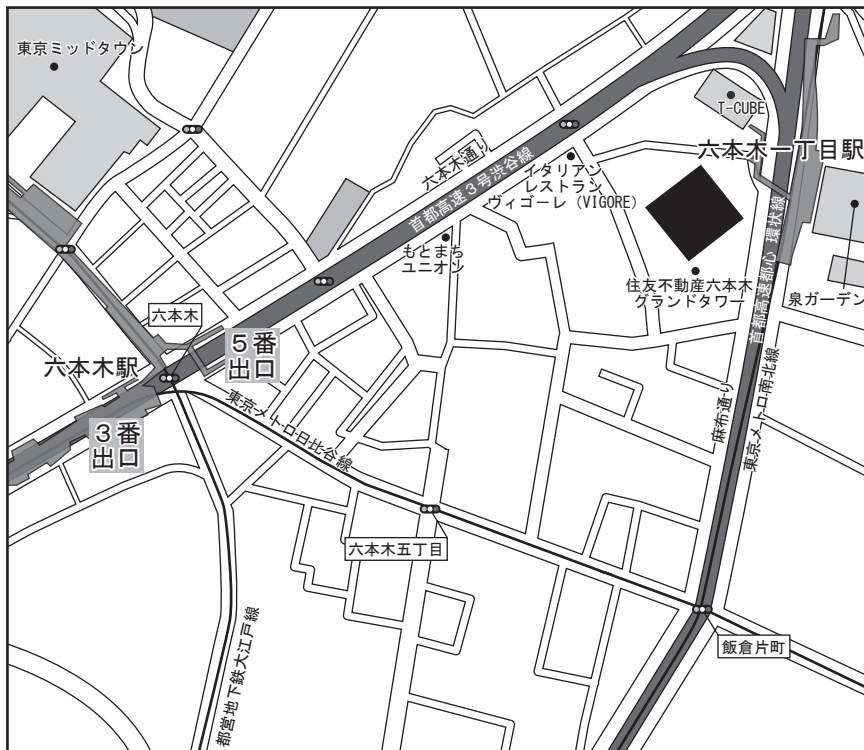 東京ミッドタウン
T-CUBE
六本木一丁目駅
六本木通り
首都高速3号渋谷線
イタリアン
レストラン
ヴィゴーレ（VIGORE）
もとまち
ユニオン
住友不動産六本木
グランドタワー
泉ガーデン
首都高速都心 環状線
六本木
5番
出口
六本木駅
3番
出口
東京メトロ日比谷線
麻布通り
東京メトロ南北線
六本木五丁目
飯倉片町
都営地下鉄大江戸線